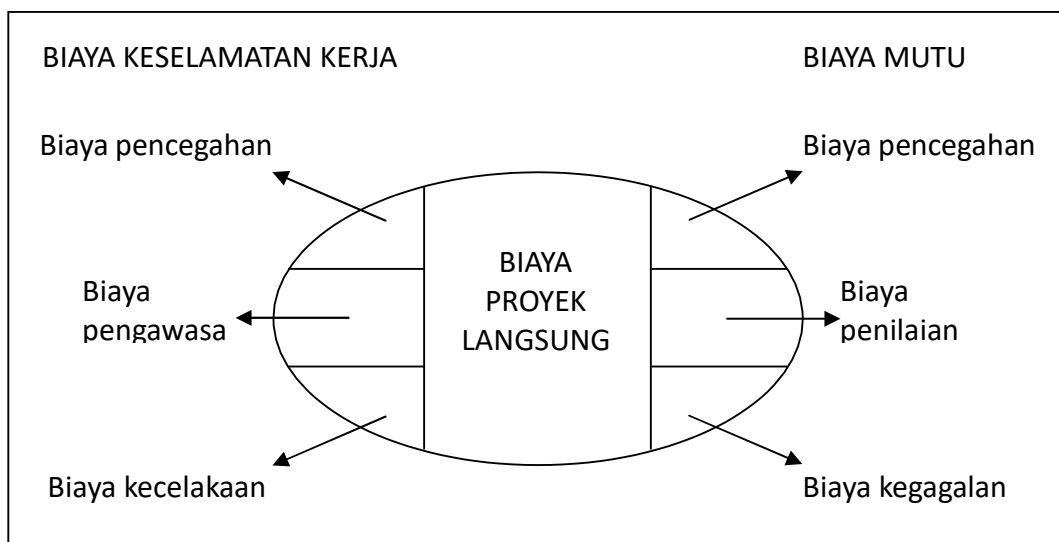 BIAYA KESELAMATAN KERJA
BIAYA MUTU
Biaya pencegahan
Biaya pencegahan
BIAYA
PROYEK
LANGSUNG
Biaya
pengawasa
Biaya
penilaian
Biaya kecelakaan
Biaya kegagalan